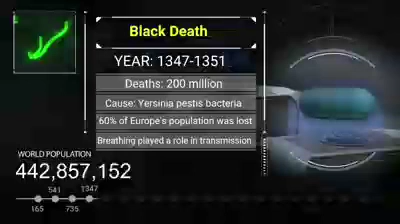 Black Death
YEAR: 1347-1351
Deaths: 200 million
Cause: Yersinia pestis bacteria
60% of Europe's population was lost
Breathing played a role in transmission
WORLD POPULATION
442,857,152
541 1347
165 735